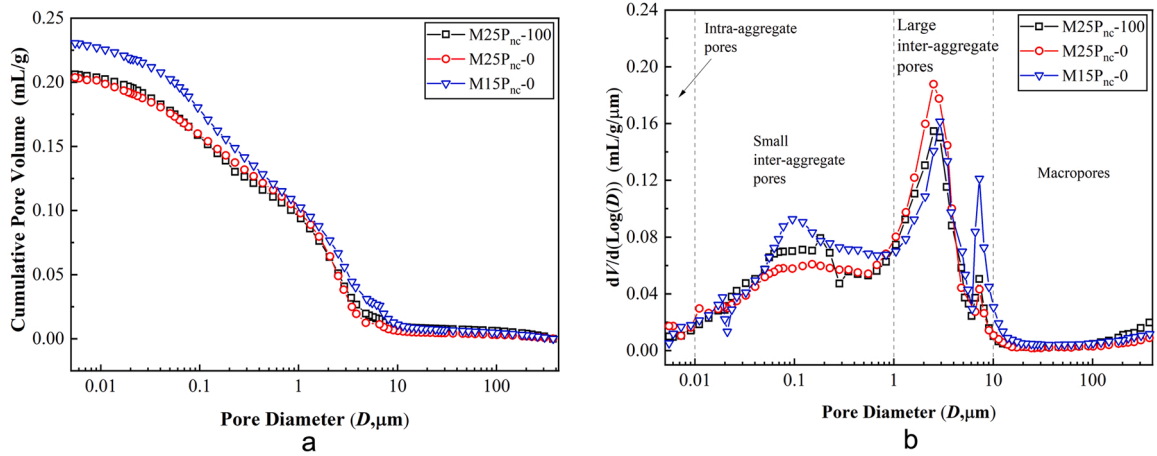 0.25
0.20
0.15
0.10
0.05
0.00
Cumulative Pore Volume (mL/g)
M25Pnc-100
M25Pnc-0
M15Pnc-0
0.01 0.1 1 10 100
Pore Diameter (D,μm)
a
0.24
0.20
0.16
0.12
0.08
0.04
0.00
dV/d(Log(D)) (mL/g/μm)
Intra-aggregate
pores
Large
inter-aggregate
pores
M25Pnc-100
M25Pnc-0
M15Pnc-0
Small
inter-aggregate
pores
Macropores
0.01 0.1 1 10 100
Pore Diameter (D,μm)
b